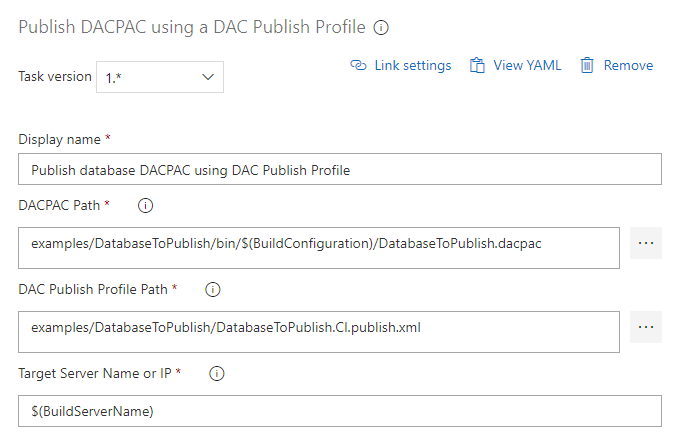 Publish DACPAC using a DAC Publish Profile
Task version 1.*
Link settings View YAML Remove
Display name *
Publish database DACPAC using DAC Publish Profile
DACPAC Path *
examples/DatabaseToPublish/bin/$(BuildConfiguration)/DatabaseToPublish.dacpac
DAC Publish Profile Path *
examples/DatabaseToPublish/DatabaseToPublish.CI.publish.xml
Target Server Name or IP *
$(BuildServerName)